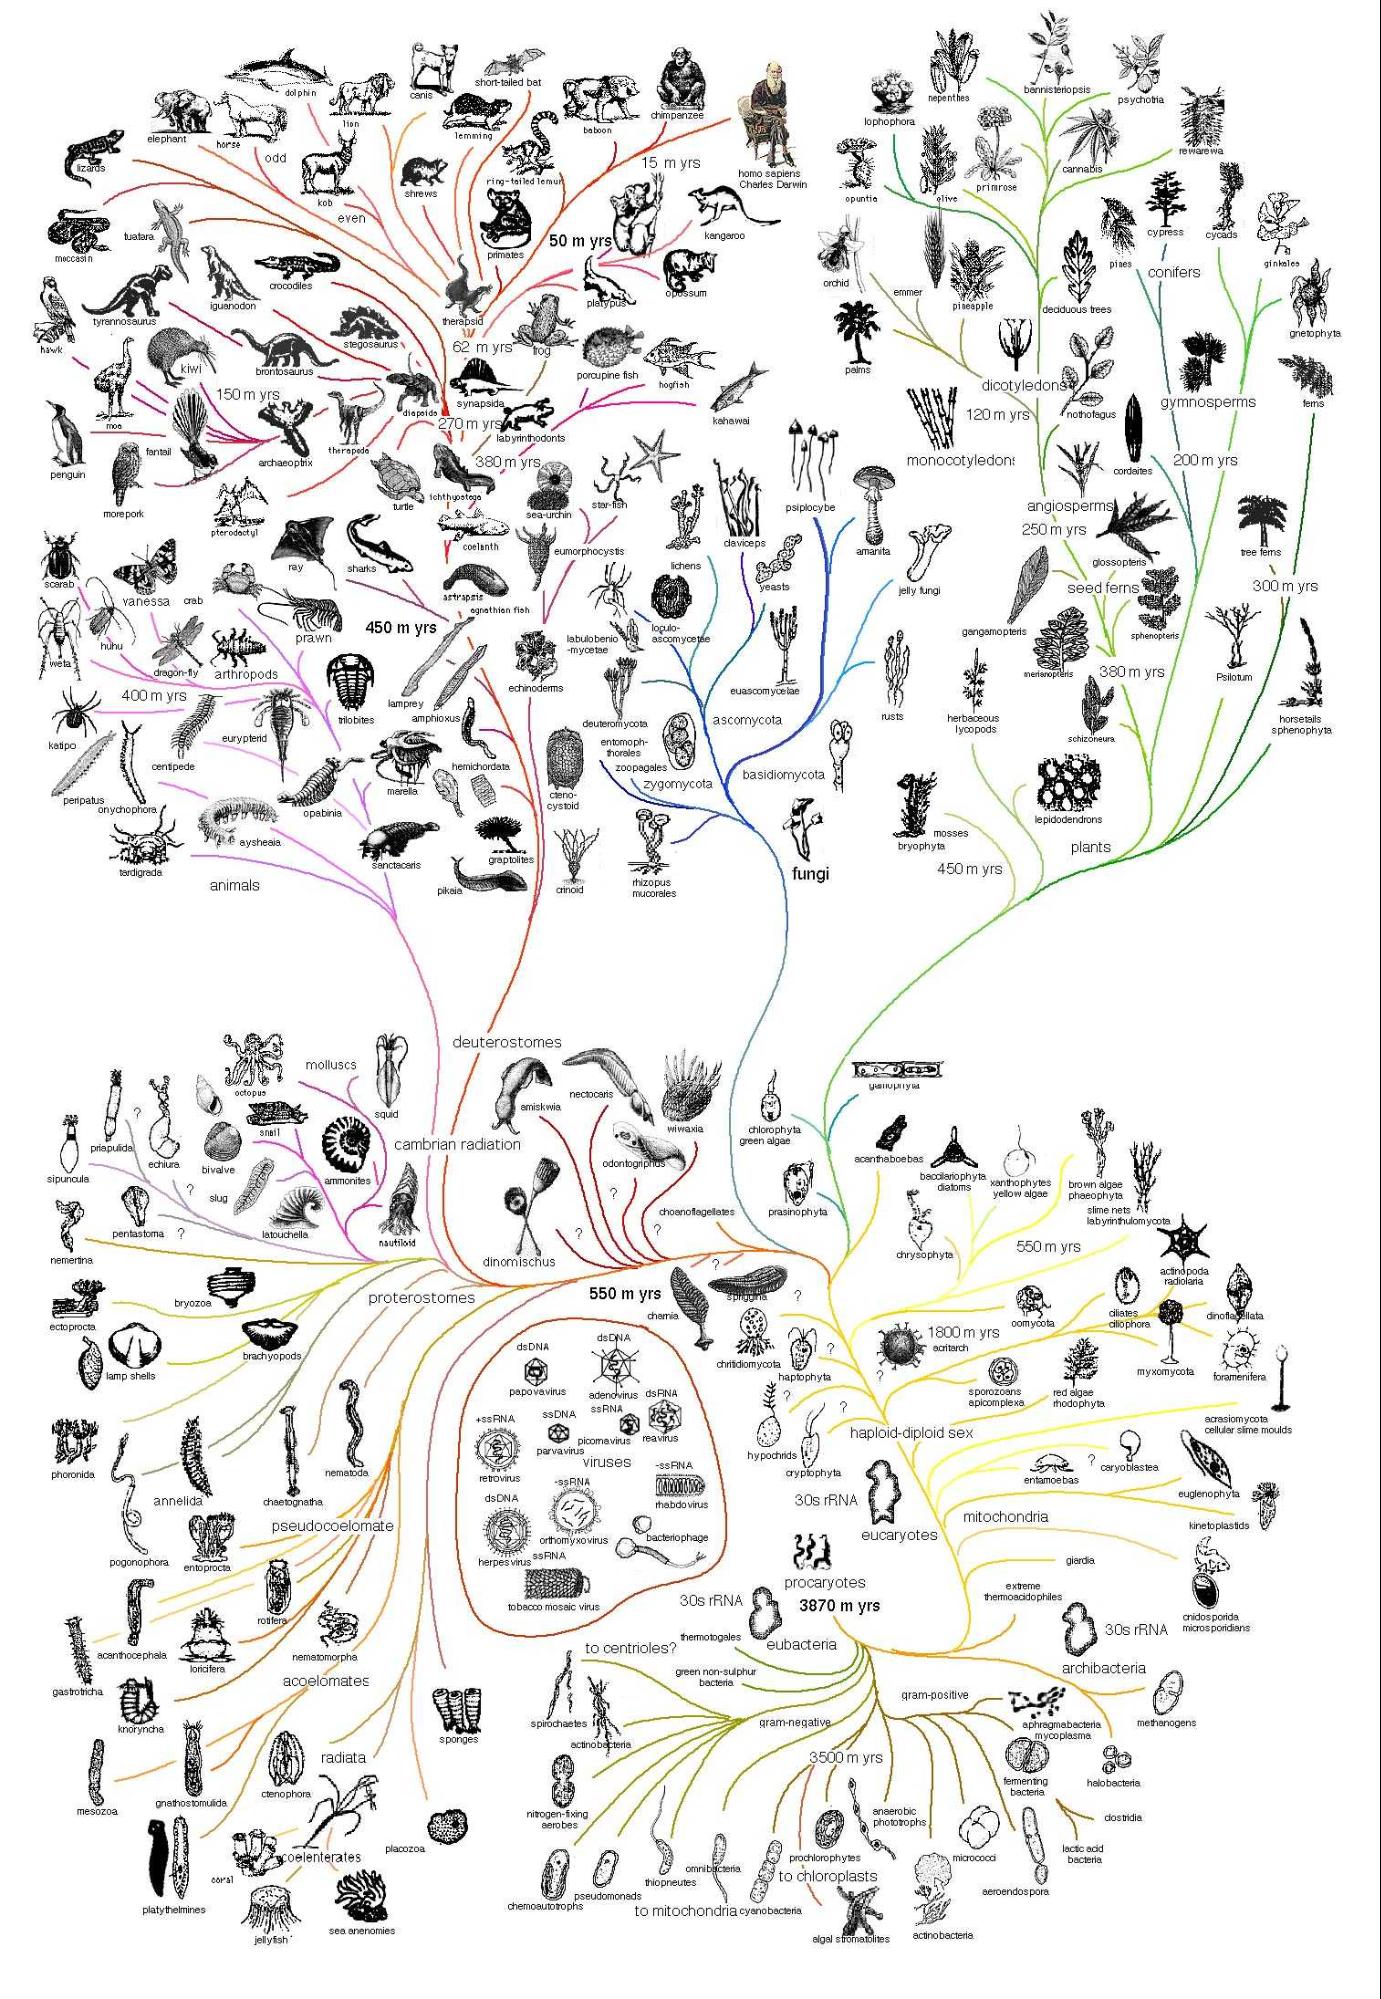 dolphin
canis
short-tailed bat
chimpanzee
nepenthes
bannisteriopsis
psychotria
elephant
horse
lion
lemming
baboon
lophophora
odd
15 m yrs
homo sapiens
Charles Darwin
cannabis
rewarewa
lizards
kob
shrews
ring-tailed lemur
opuntia
olive
primrose
even
tuatara
moccasin
primates
50 m yrs
kangaroo
cypress
cycads
ginkoles
pines
conifers
crocodiles
iguanodon
platypus
opossum
orchid
emmer
pineapple
deciduous trees
tyrannosaurus
therapsid
gnetophyta
hawk
kiwi
stegosaurus
62 m yrs
frog
porcupine fish
hogfish
palms
brontosaurus
dicotyledons
nothofagus
gymnosperms
ferns
150 m yrs
moa
diapsids
synapsida
270 m yrs
kahawai
120 m yrs
labyrinthodonts
penguin
fantail
archaeoptrix
therapoda
380 m yrs
monocotyledons
cordaites
200 m yrs
morepork
turtle
ichthyostega
sea-urchin
star-fish
psiplocybe
angiosperms
pterodactyl
coelanth
eumorphocystis
lichens
claviceps
amanita
250 m yrs
glossopteris
tree ferns
ray
sharks
scarab
vanessa
crab
astrapsis
agnathian fish
yeasts
jelly fungi
seed ferns
300 m yrs
huhu
prawn
450 m yrs
labulobenio
-mycetae
loculo-
ascomycetae
gangamopteris
sphenopteris
weta
dragon-fly
arthropods
echinoderms
euascomycelae
merianopteris
380 m yrs
Psilotum
400 m yrs
trilobites
lamprey
amphioxus
deuteromycota
ascomycota
rusts
herbaceous
lycopods
horsetails
sphenophyta
katipo
centipede
eurypterid
schizoneura
hemichordata
entomoph-
thorales
zoopagales
zygomycota
basidiomycota
peripatus
onychophora
opabinia
marella
cteno-
cystoid
lepidodendrons
aysheaia
sanctacaris
graptolites
mosses
bryophyta
plants
tardigrada
animals
pikaia
crinoid
rhizopus
mucorales
fungi
450 m yrs
deuterostomes
molluscs
octopus
squid
nectocaris
amiskwia
wiwaxia
gamophyta
priapulida
?
snail
cambrian radiation
chlorophyta
green algae
acanthaboebas
echiura
bivalve
ammonites
odontogriphus
sipuncula
?
slug
?
baccilariophyta
diatoms
xanthophytes
yellow algae
brown algae
phaeophyta
slime nets
labyrinthulomycota
pentastoma
?
latouchella
nautiloid
choanoflagellates
prasinophyta
?
?
nemertina
dinomischus
chrysophyta
550 m yrs
actinopoda
radiolaria
?
bryozoa
proterostomes
550 m yrs
charnia
spriggina
?
ectoprocta
oomycota
ciliates
ciliophora
dinoflagellata
1800 m yrs
acritarch
brachyopods
dsDNA
dsDNA
chritidiomycota
?
haptophyta
?
lamp shells
papovavirus
adenovirus
dsRNA
sporozoans
apicomplexa
red algae
rhodophyta
myxomycota
foramenifera
+ssRNA
ssDNA
ssRNA
?
?
parvavirus
picornavirus
reavirus
haploid-diploid sex
acrasiomycota
cellular slime moulds
phoronida
nematoda
retrovirus
viruses
hypochrids
cryptophyta
-ssRNA
-ssRNA
?
caryoblastea
entamoebas
annelida
chaetognatha
dsDNA
rhabdovirus
30s rRNA
euglenophyta
pseudocoelomate
orthomyxovirus
bacteriophage
eucaryotes
mitochondria
kinetoplastids
pogonophora
entoprocta
herpesvirus
ssRNA
giardia
procaryotes
30s rRNA
3870 m yrs
extreme
thermoacidophiles
tobacco mosaic virus
rotifera
cnidosporida
microsporidians
30s rRNA
acanthocephala
loricifera
nematomorpha
to centrioles?
thermotogales
eubacteria
archibacteria
gastrotricha
acoelomates
green non-sulphur
bacteria
gram-positive
knoryncha
sponges
spirochaetes
gram-negative
aphragmabacteria
mycoplasma
methanogens
actinobacteria
radiata
3500 m yrs
mesozoa
gnathostomulida
ctenophora
fermenting
bacteria
halobacteria
nitrogen-fixing
aerobes
anaerobic
phototrophs
clostridia
placozoa
coelenterates
coral
omnibacteria
prochlorophytes
micrococci
lactic acid
bacteria
thiopneutes
to chloroplasts
aeroendospora
platythelmines
chemoautotrophs
pseudomonads
to mitochondria
cyanobacteria
jellyfish
sea anenomies
algal stromatolites
actinobacteria